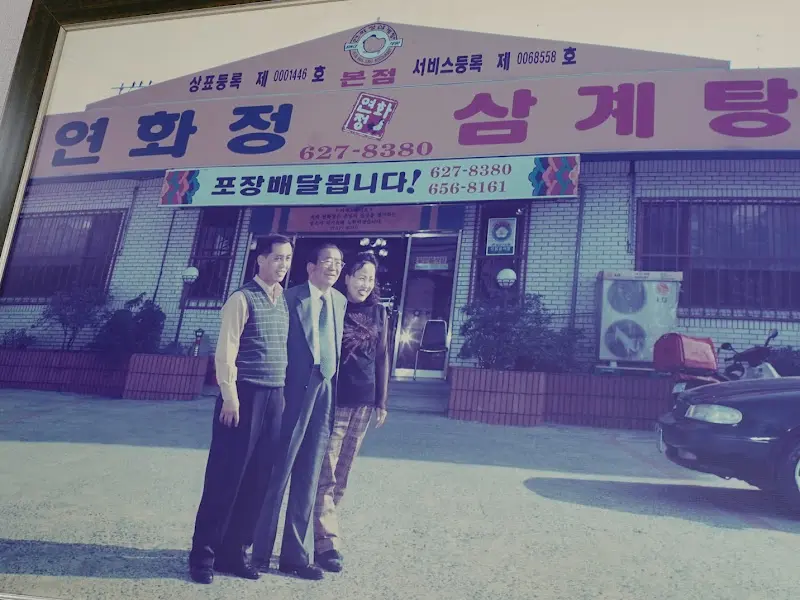 상표등록 제 0001446 호 본점 서비스등록 제 0068558 호
연화정 연화정 삼계탕
627-8380
포장배달됩니다! 627-8380
656-8161